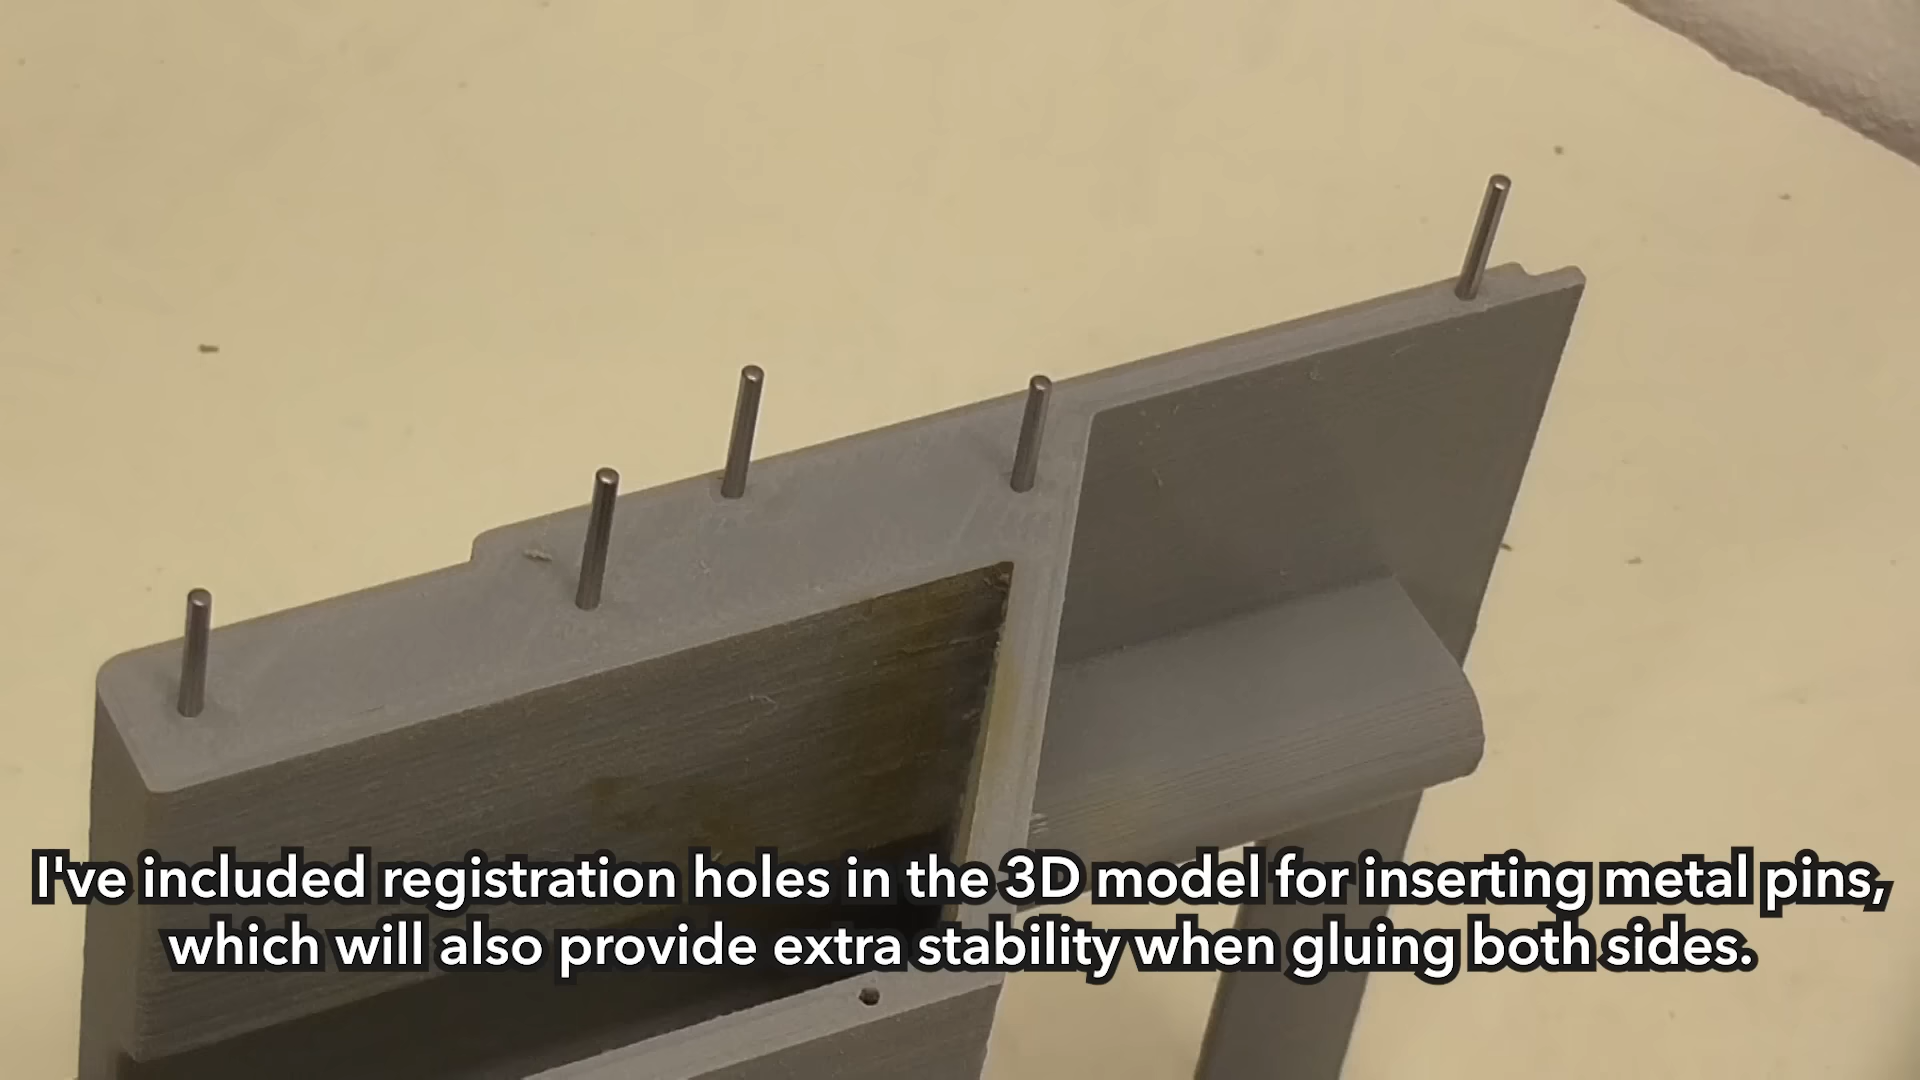 I've included registration holes in the 3D model for inserting metal pins,
which will also provide extra stability when gluing both sides.